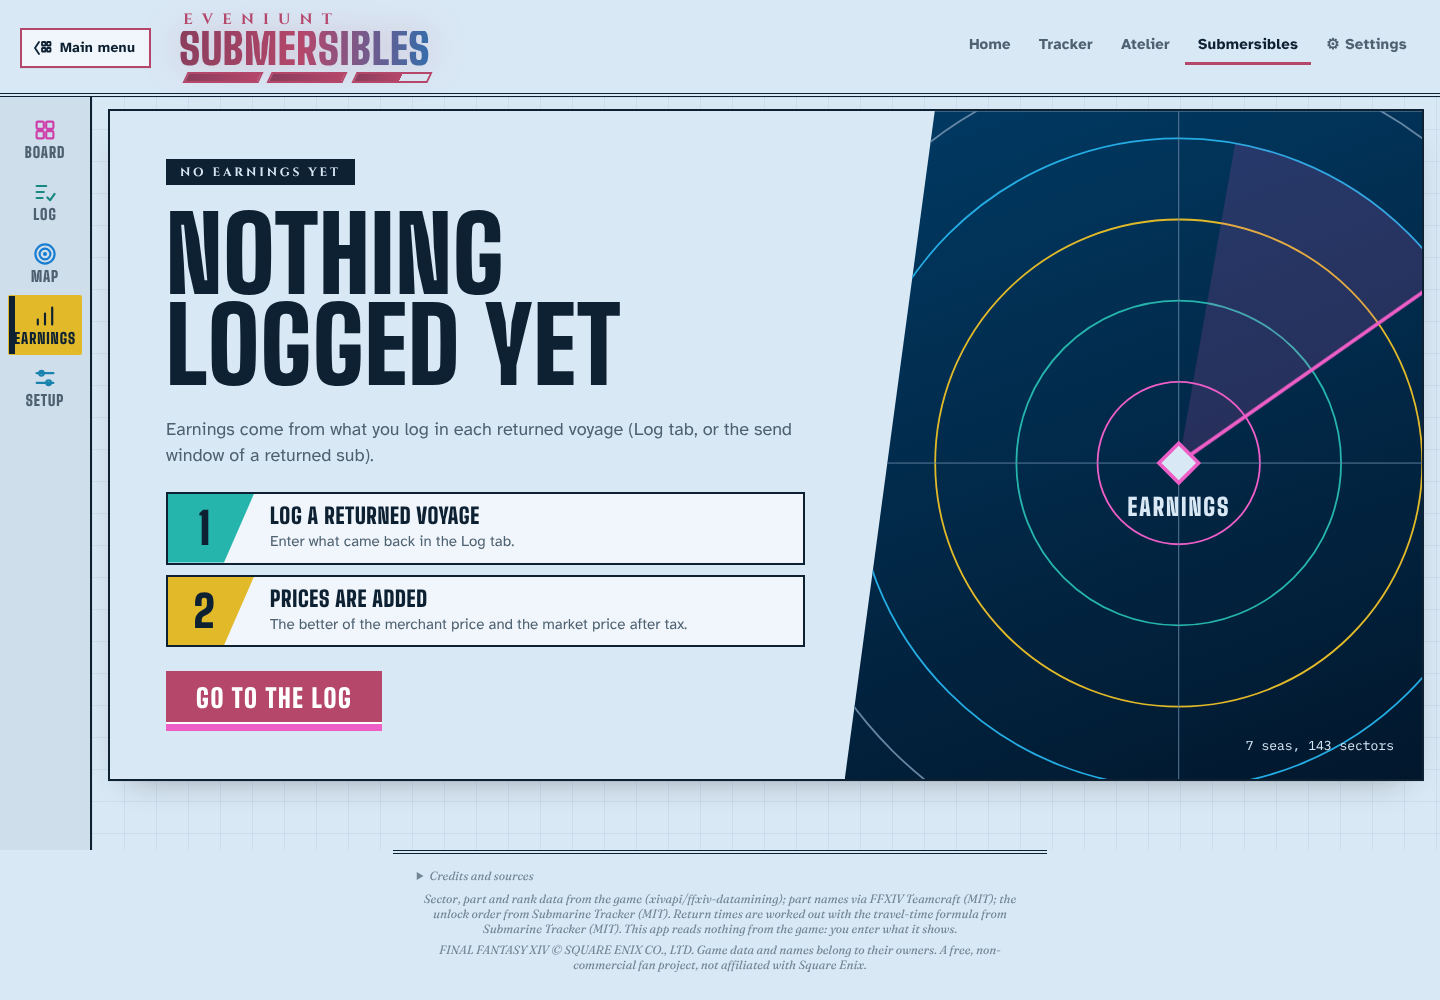 Main menu
EVENIUNT
SUBMERSIBLES
Home
Tracker
Atelier
Submersibles
⚙ Settings
BOARD
LOG
MAP
EARNINGS
SETUP
NO EARNINGS YET
NOTHING
LOGGED YET
Earnings come from what you log in each returned voyage (Log tab, or the send
window of a returned sub).
1
LOG A RETURNED VOYAGE
Enter what came back in the Log tab.
2
PRICES ARE ADDED
The better of the merchant price and the market price after tax.
GO TO THE LOG
EARNINGS
7 seas, 143 sectors
▶ Credits and sources
Sector, part and rank data from the game (xivapi/ffxiv-datamining); part names via FFXIV Teamcraft (MIT); the
unlock order from Submarine Tracker (MIT). Return times are worked out with the travel-time formula from
Submarine Tracker (MIT). This app reads nothing from the game: you enter what it shows.
FINAL FANTASY XIV © SQUARE ENIX CO., LTD. Game data and names belong to their owners. A free, non-
commercial fan project, not affiliated with Square Enix.